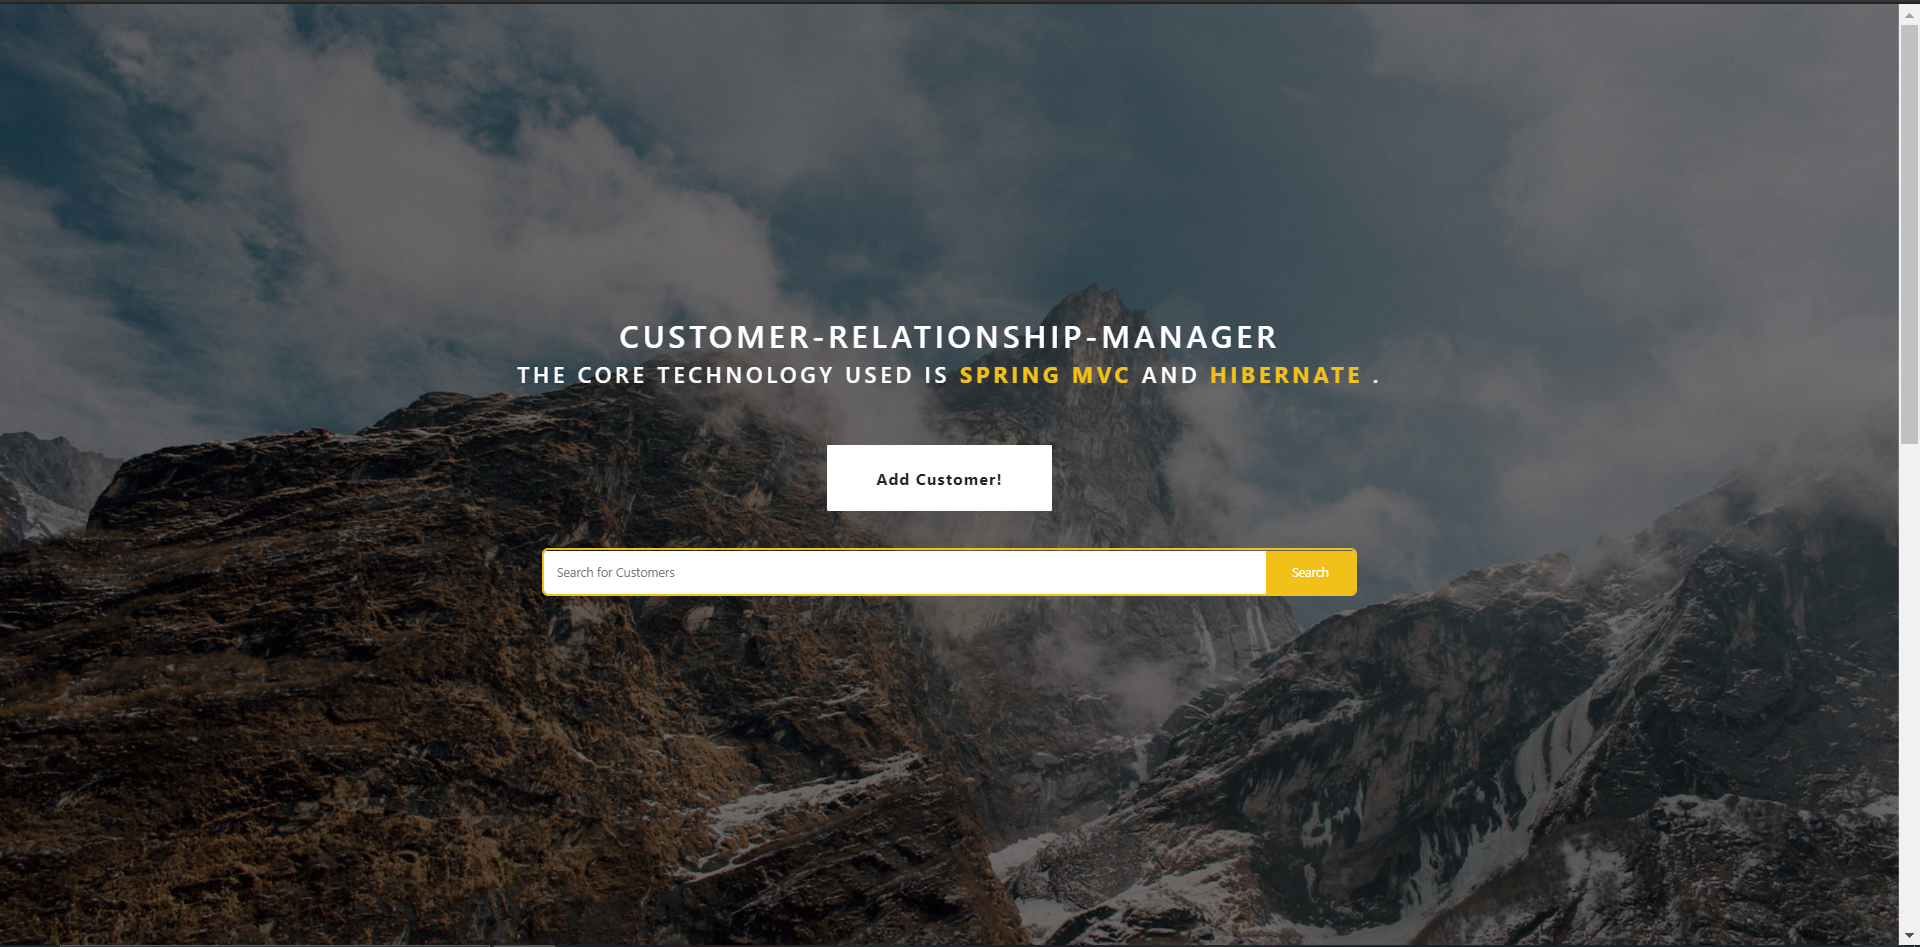 CUSTOMER-RELATIONSHIP-MANAGER
THE CORE TECHNOLOGY USED IS SPRING MVC AND HIBERNATE .
Add Customer!
Search for Customers Search